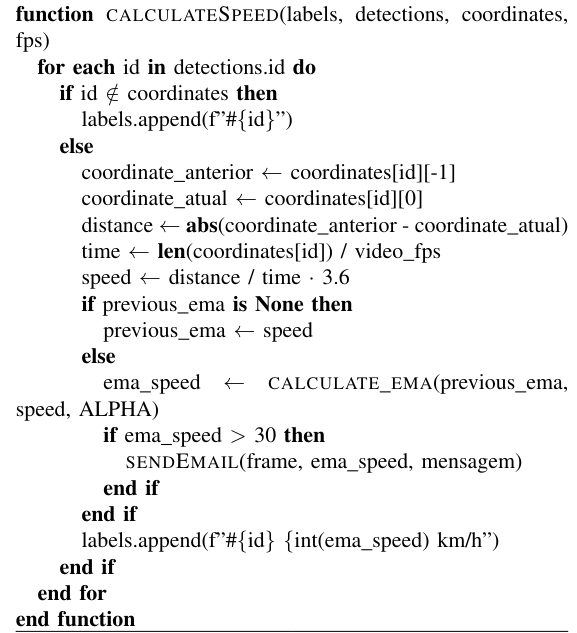 function CALCULATESPEED(labels, detections, coordinates,
fps)
for each id in detections.id do
if id ∉ coordinates then
labels.append(f”#{id}”)
else
coordinate_anterior ← coordinates[id][-1]
coordinate_atual ← coordinates[id][0]
distance ← abs(coordinate_anterior - coordinate_atual)
time ← len(coordinates[id]) / video_fps
speed ← distance / time · 3.6
if previous_ema is None then
previous_ema ← speed
else
ema_speed ← CALCULATE_EMA(previous_ema,
speed, ALPHA)
if ema_speed > 30 then
SENDEMAIL(frame, ema_speed, mensagem)
end if
end if
labels.append(f”#{id} {int(ema_speed) km/h”)
end if
end for
end function